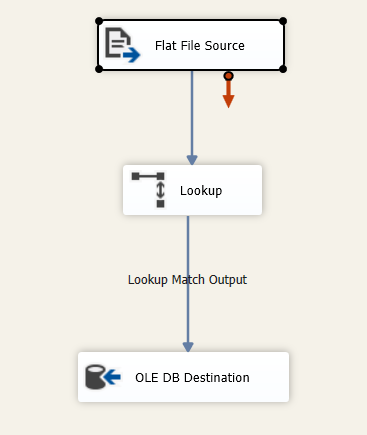 Flat File Source
Lookup
Lookup Match Output
OLE DB Destination